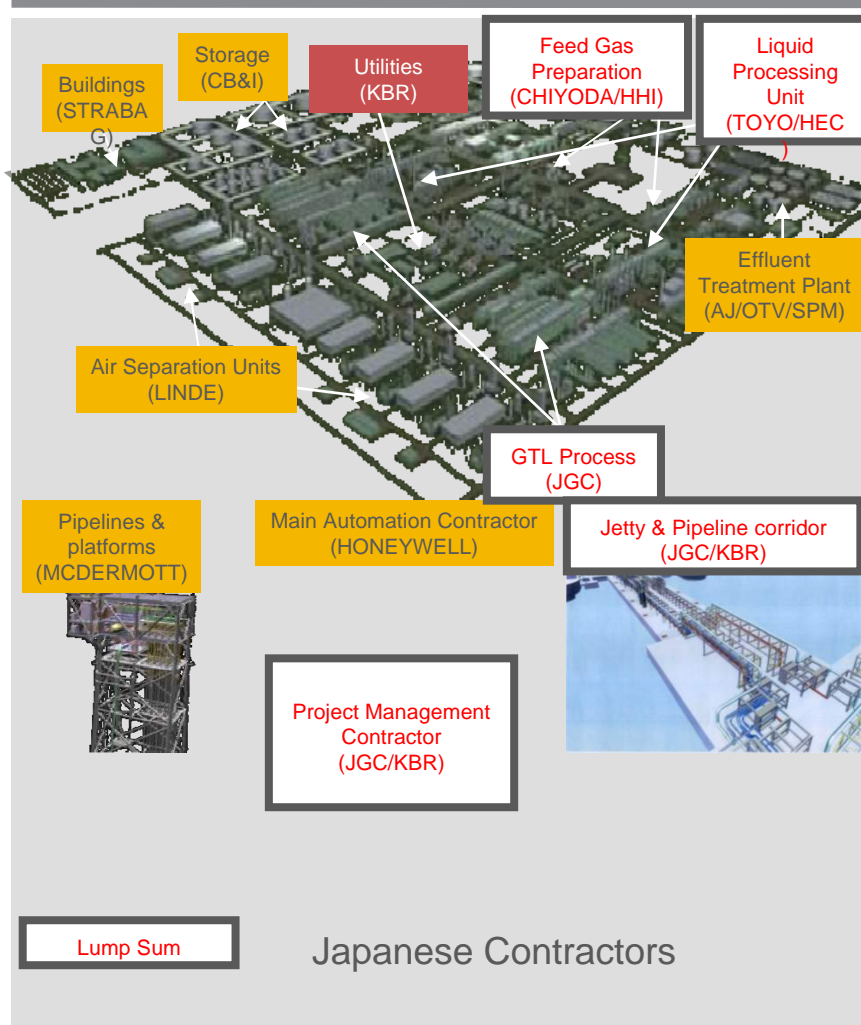 Storage
(CB&I)
Buildings
(STRABA
G)
Utilities
(KBR)
Feed Gas
Preparation
(CHIYODA/HHI)
Liquid
Processing
Unit
(TOYO/HEC
)
Effluent
Treatment Plant
(AJ/OTV/SPM)
Air Separation Units
(LINDE)
GTL Process
(JGC)
Pipelines &
platforms
(MCDERMOTT)
Main Automation Contractor
(HONEYWELL)
Jetty & Pipeline corridor
(JGC/KBR)
Project Management
Contractor
(JGC/KBR)
Lump Sum
Japanese Contractors